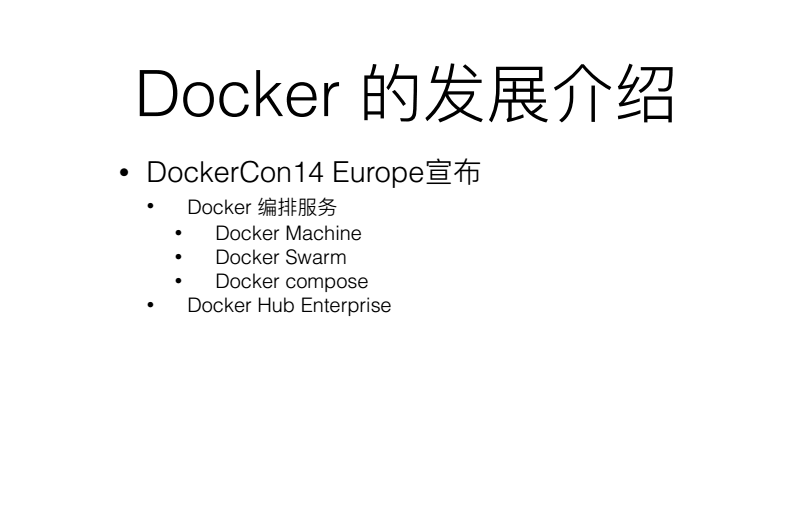 Docker 的发展介绍
• DockerCon14 Europe宣布
• Docker 编排服务
• Docker Machine
• Docker Swarm
• Docker compose
• Docker Hub Enterprise